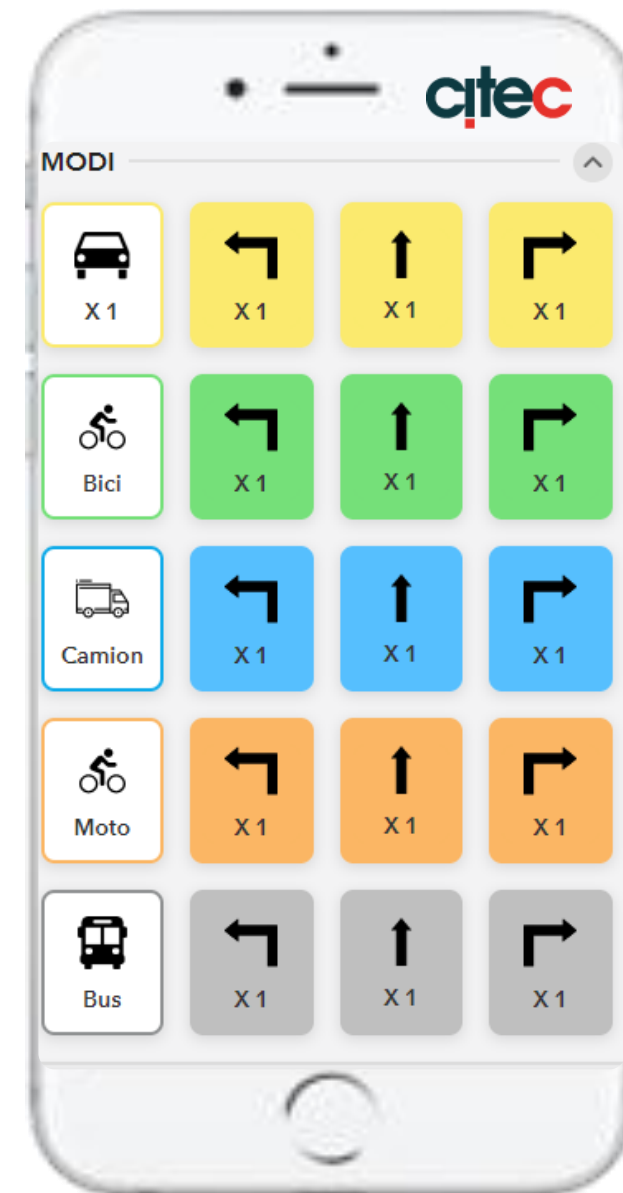 citec
MODI
X 1 X 1 X 1 X 1
Bici X 1 X 1 X 1
Camion X 1 X 1 X 1
Moto X 1 X 1 X 1
Bus X 1 X 1 X 1